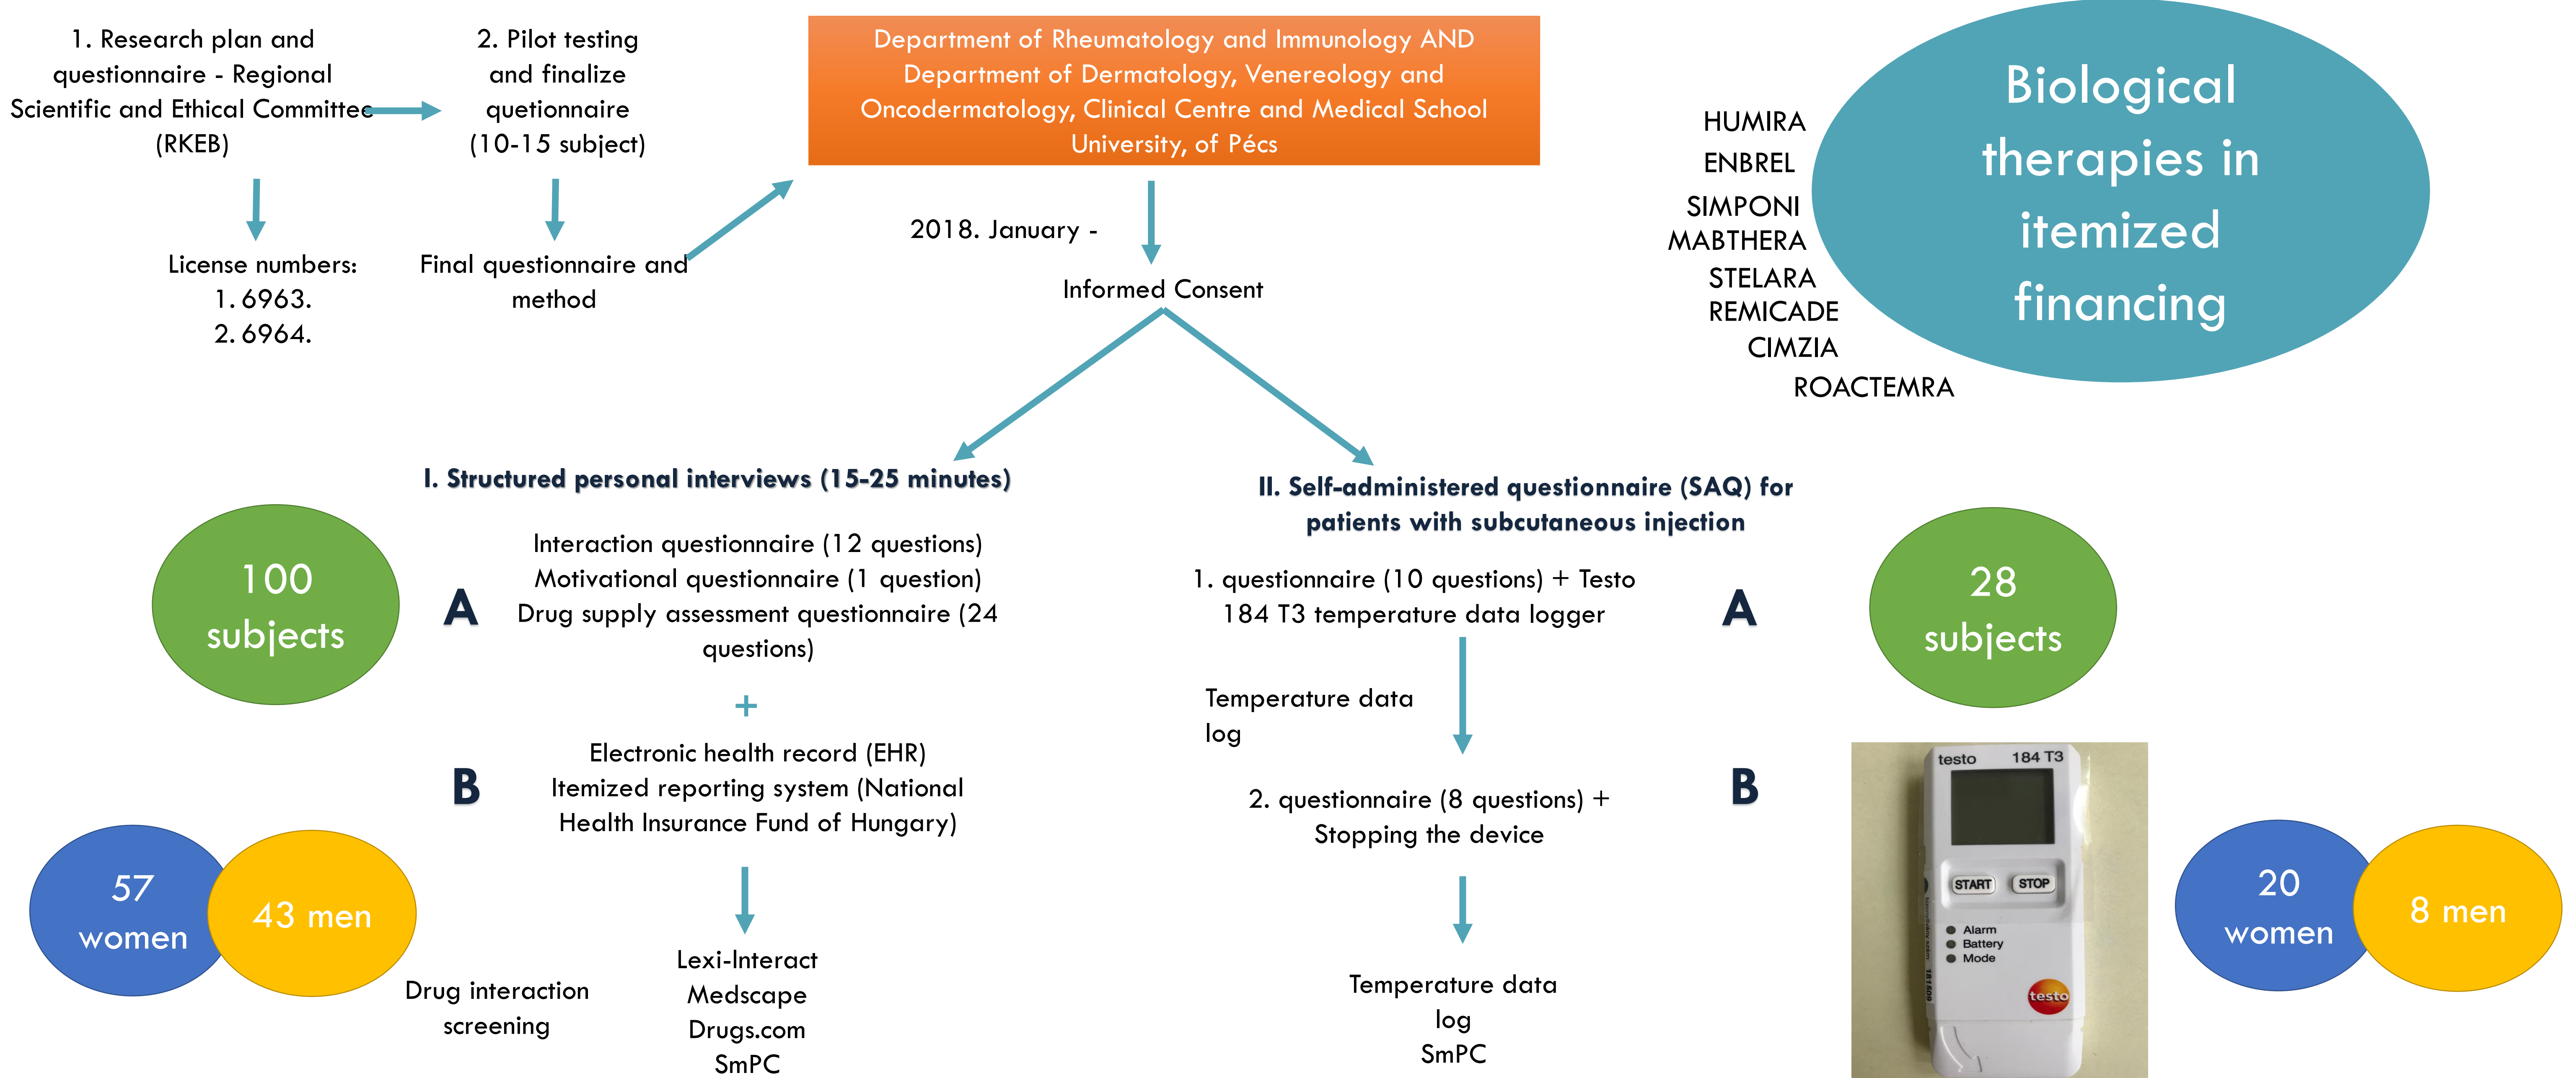 1. Research plan and
questionnaire - Regional
Scientific and Ethical Committee
(RKEB)
2. Pilot testing
and finalize
quetionnaire
(10-15 subject)
License numbers:
1. 6963.
2. 6964.
Final questionnaire and
method
Department of Rheumatology and Immunology AND
Department of Dermatology, Venereology and
Oncodermatology, Clinical Centre and Medical School
University, of Pécs
2018. January -
Informed Consent
Biological
therapies in
itemized
financing
HUMIRA
ENBREL
SIMPONI
MABTHERA
STELARA
REMICADE
CIMZIA
ROACTEMRA
I. Structured personal interviews (15-25 minutes)
100
subjects
A
Interaction questionnaire (12 questions)
Motivational questionnaire (1 question)
Drug supply assessment questionnaire (24
questions)
+
B
Electronic health record (EHR)
Itemized reporting system (National
Health Insurance Fund of Hungary)
57
women
43 men
Drug interaction
screening
Lexi-Interact
Medscape
Drugs.com
SmPC
II. Self-administered questionnaire (SAQ) for
patients with subcutaneous injection
1. questionnaire (10 questions) + Testo
184 T3 temperature data logger
A
28
subjects
Temperature data
log
2. questionnaire (8 questions) +
Stopping the device
B
Temperature data
log
SmPC
testo 184 T3
START STOP
Alarm
Battery
Mode
testo
20
women
8 men